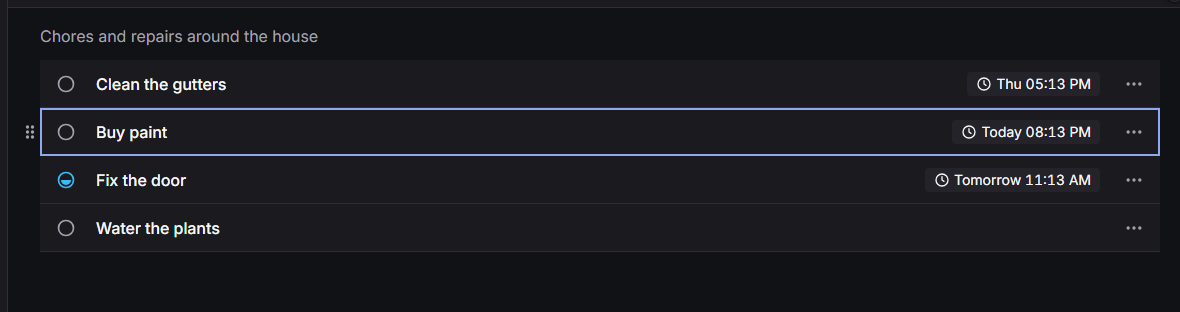 Chores and repairs around the house
Clean the gutters Thu 05:13 PM
Buy paint Today 08:13 PM
Fix the door Tomorrow 11:13 AM
Water the plants